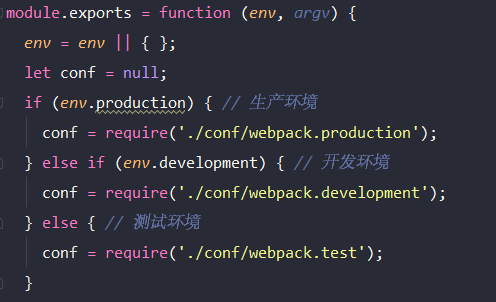 module.exports = function (env, argv) {
env = env || { };
let conf = null;
if (env.production) { // 生产环境
conf = require('./conf/webpack.production');
} else if (env.development) { // 开发环境
conf = require('./conf/webpack.development');
} else { // 测试环境
conf = require('./conf/webpack.test');
}